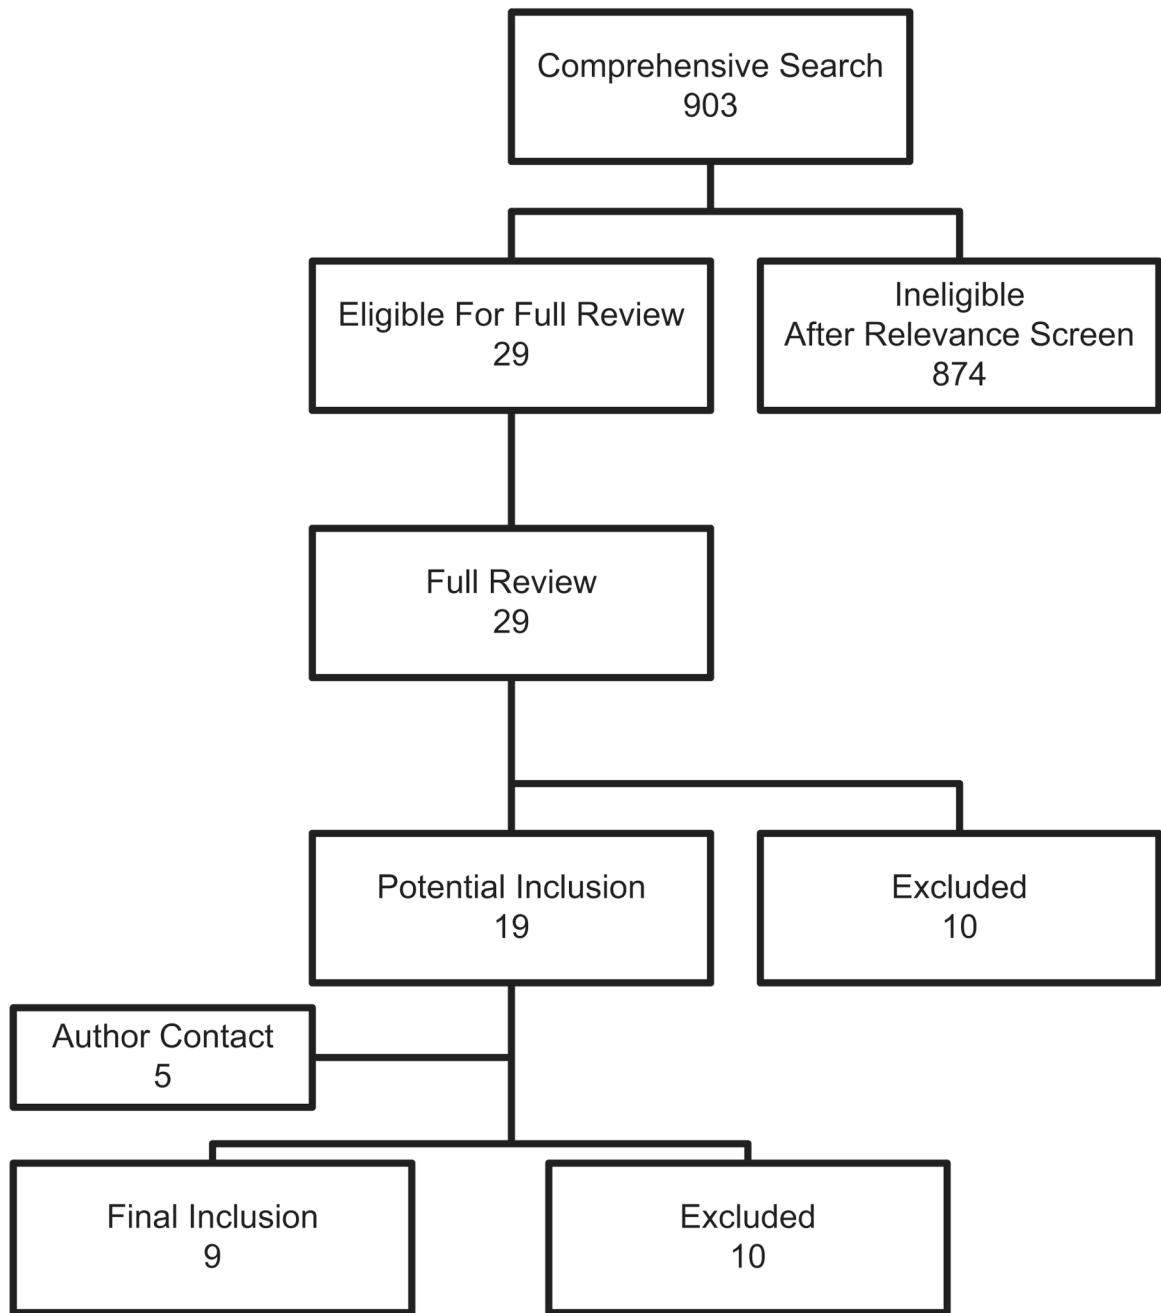 Comprehensive Search
903
Eligible For Full Review
29
Ineligible
After Relevance Screen
874
Full Review
29
Potential Inclusion
19
Excluded
10
Author Contact
5
Final Inclusion
9
Excluded
10